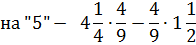 на "5" – 4 1/4 · 4/9 – 4/9 · 1 1/2